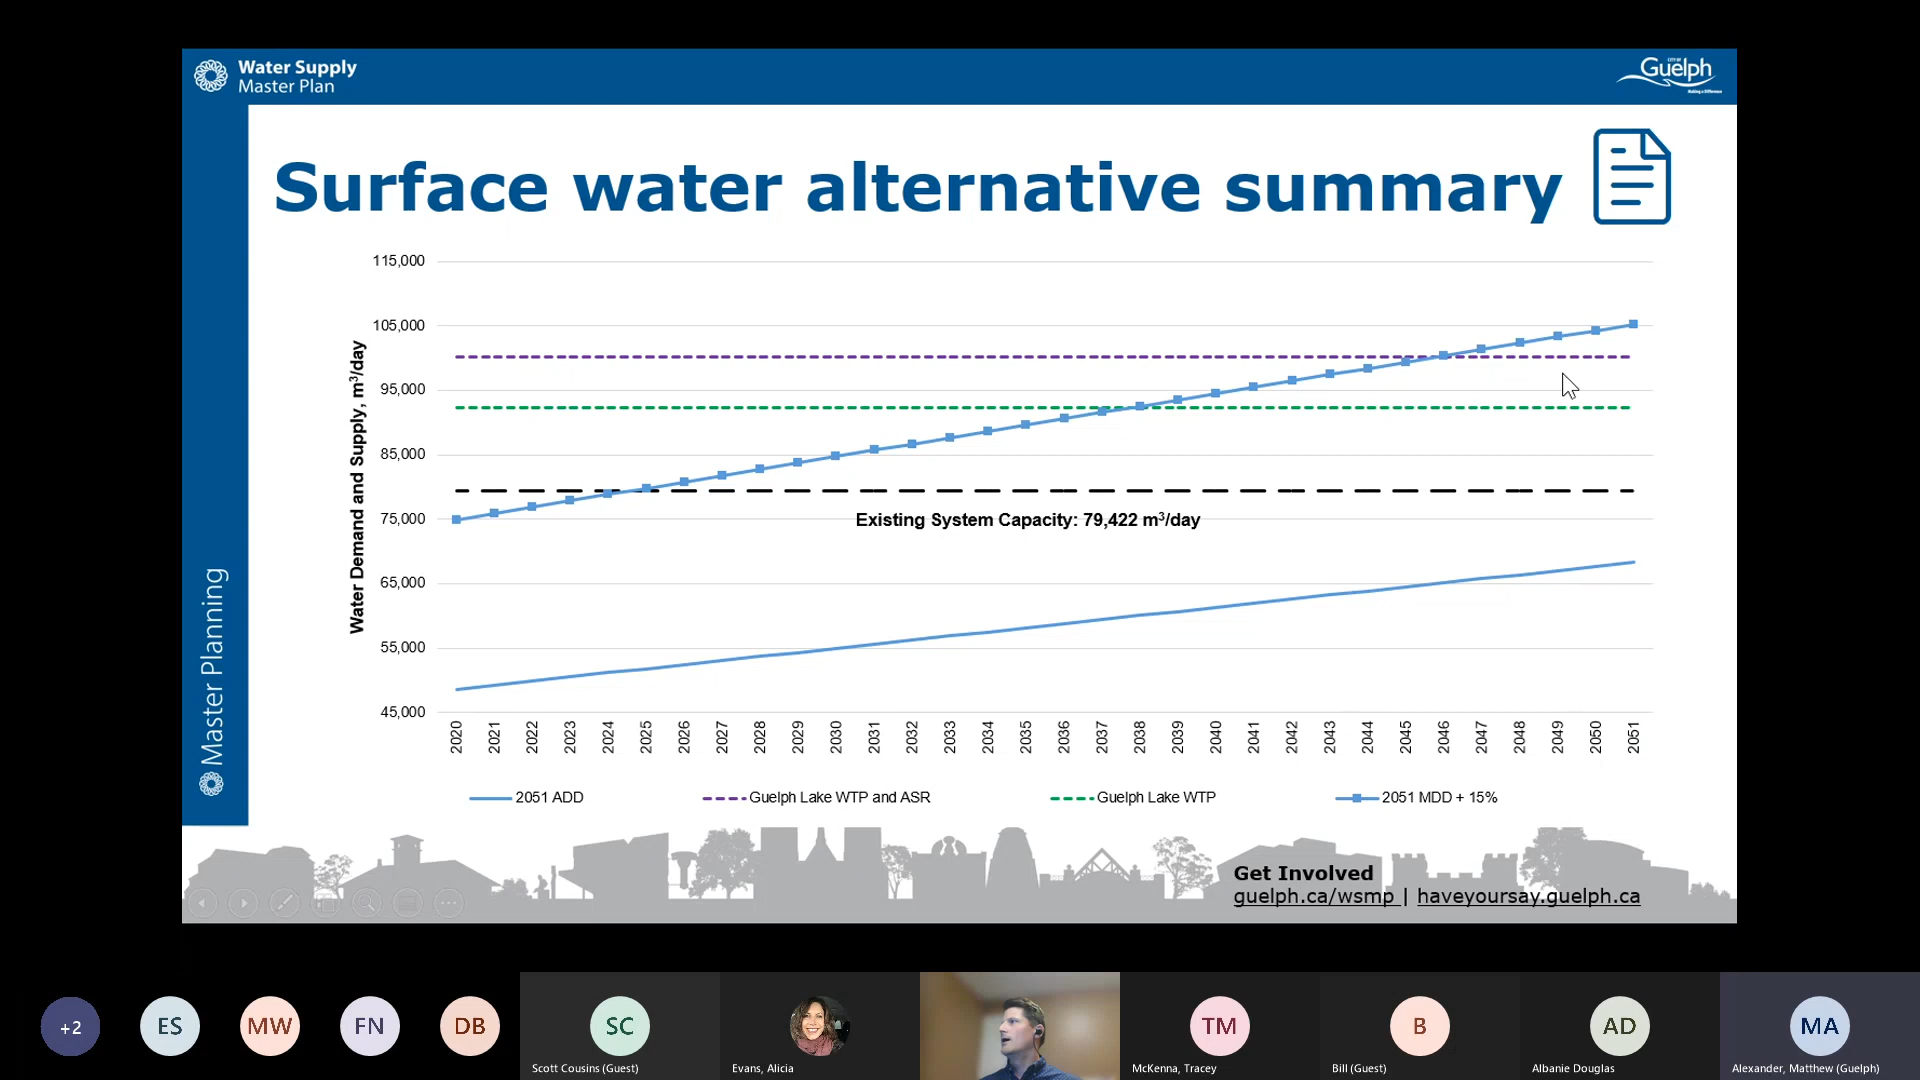 Water Supply
Master Plan
CITY OF
Guelph
Making a Difference
Surface water alternative summary
Master Planning
Water Demand and Supply, m³/day
115,000
105,000
95,000
85,000
75,000
65,000
55,000
45,000
Existing System Capacity: 79,422 m³/day
2020 2021 2022 2023 2024 2025 2026 2027 2028 2029 2030 2031 2032 2033 2034 2035 2036 2037 2038 2039 2040 2041 2042 2043 2044 2045 2046 2047 2048 2049 2050 2051
2051 ADD Guelph Lake WTP and ASR Guelph Lake WTP 2051 MDD + 15%
Get Involved
guelph.ca/wsmp | haveyoursay.guelph.ca
+2 ES MW FN DB SC TM B AD MA
Scott Cousins (Guest) Evans, Alicia McKenna, Tracey Bill (Guest) Albanie Douglas Alexander, Matthew (Guelph)